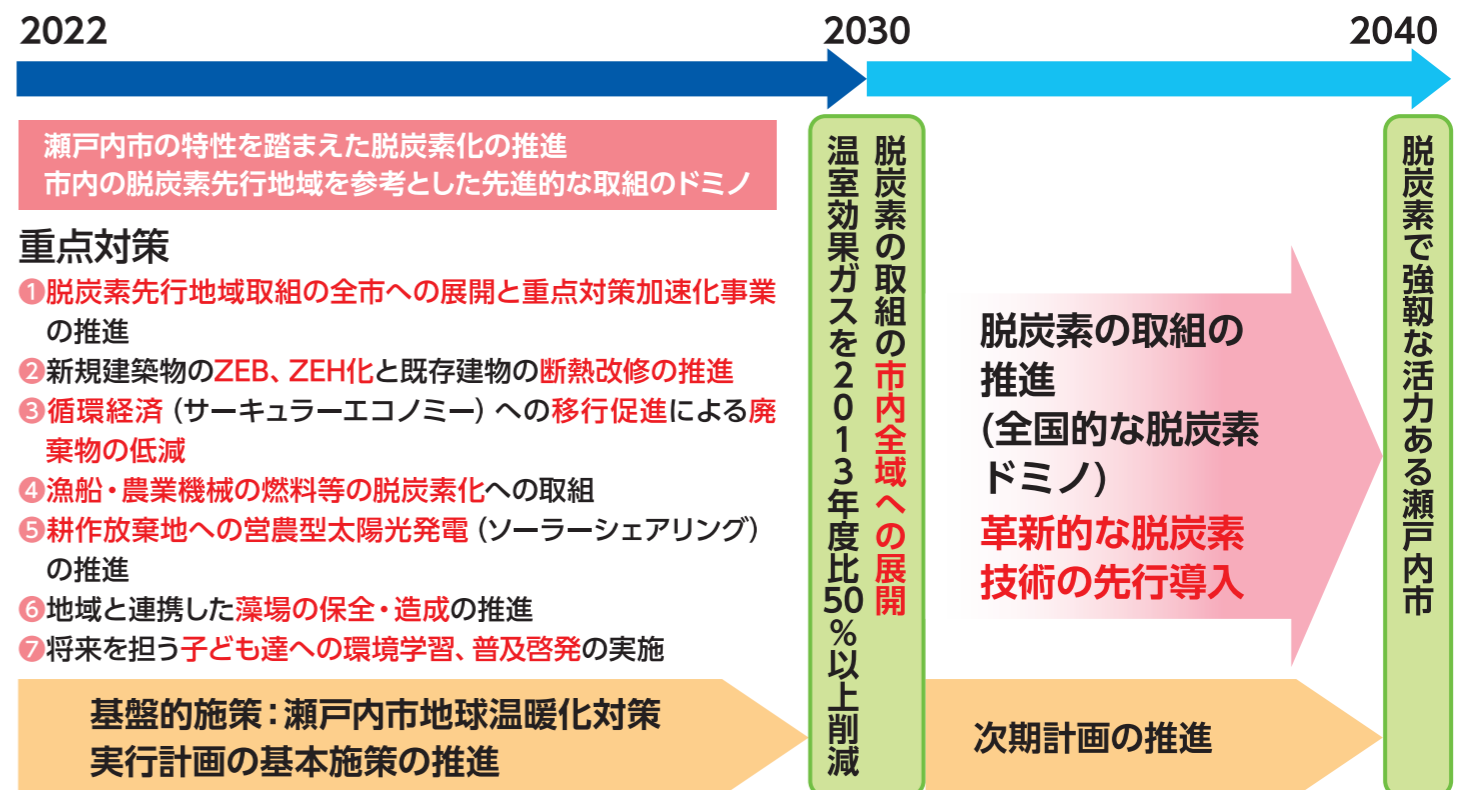 2022
2030
2040
瀬戸内市の特性を踏まえた脱炭素化の推進
市内の脱炭素先行地域を参考とした先進的な取組のドミノ
重点対策
❶脱炭素先行地域取組の全市への展開と重点対策加速化事業
の推進
❷新規建築物のZEB、ZEH化と既存建物の断熱改修の推進
❸循環経済（サーキュラーエコノミー）への移行促進による廃
棄物の低減
❹漁船・農業機械の燃料等の脱炭素化への取組
❺耕作放棄地への営農型太陽光発電（ソーラーシェアリング）
の推進
❻地域と連携した藻場の保全・造成の推進
❼将来を担う子ども達への環境学習、普及啓発の実施
基盤的施策：瀬戸内市地球温暖化対策
実行計画の基本施策の推進
脱炭素の取組の市内全域への展開
温室効果ガスを2013年度比50％以上削減
脱炭素の取組の
推進
(全国的な脱炭素
ドミノ)
革新的な脱炭素
技術の先行導入
次期計画の推進
脱炭素で強靱な活力ある瀬戸内市